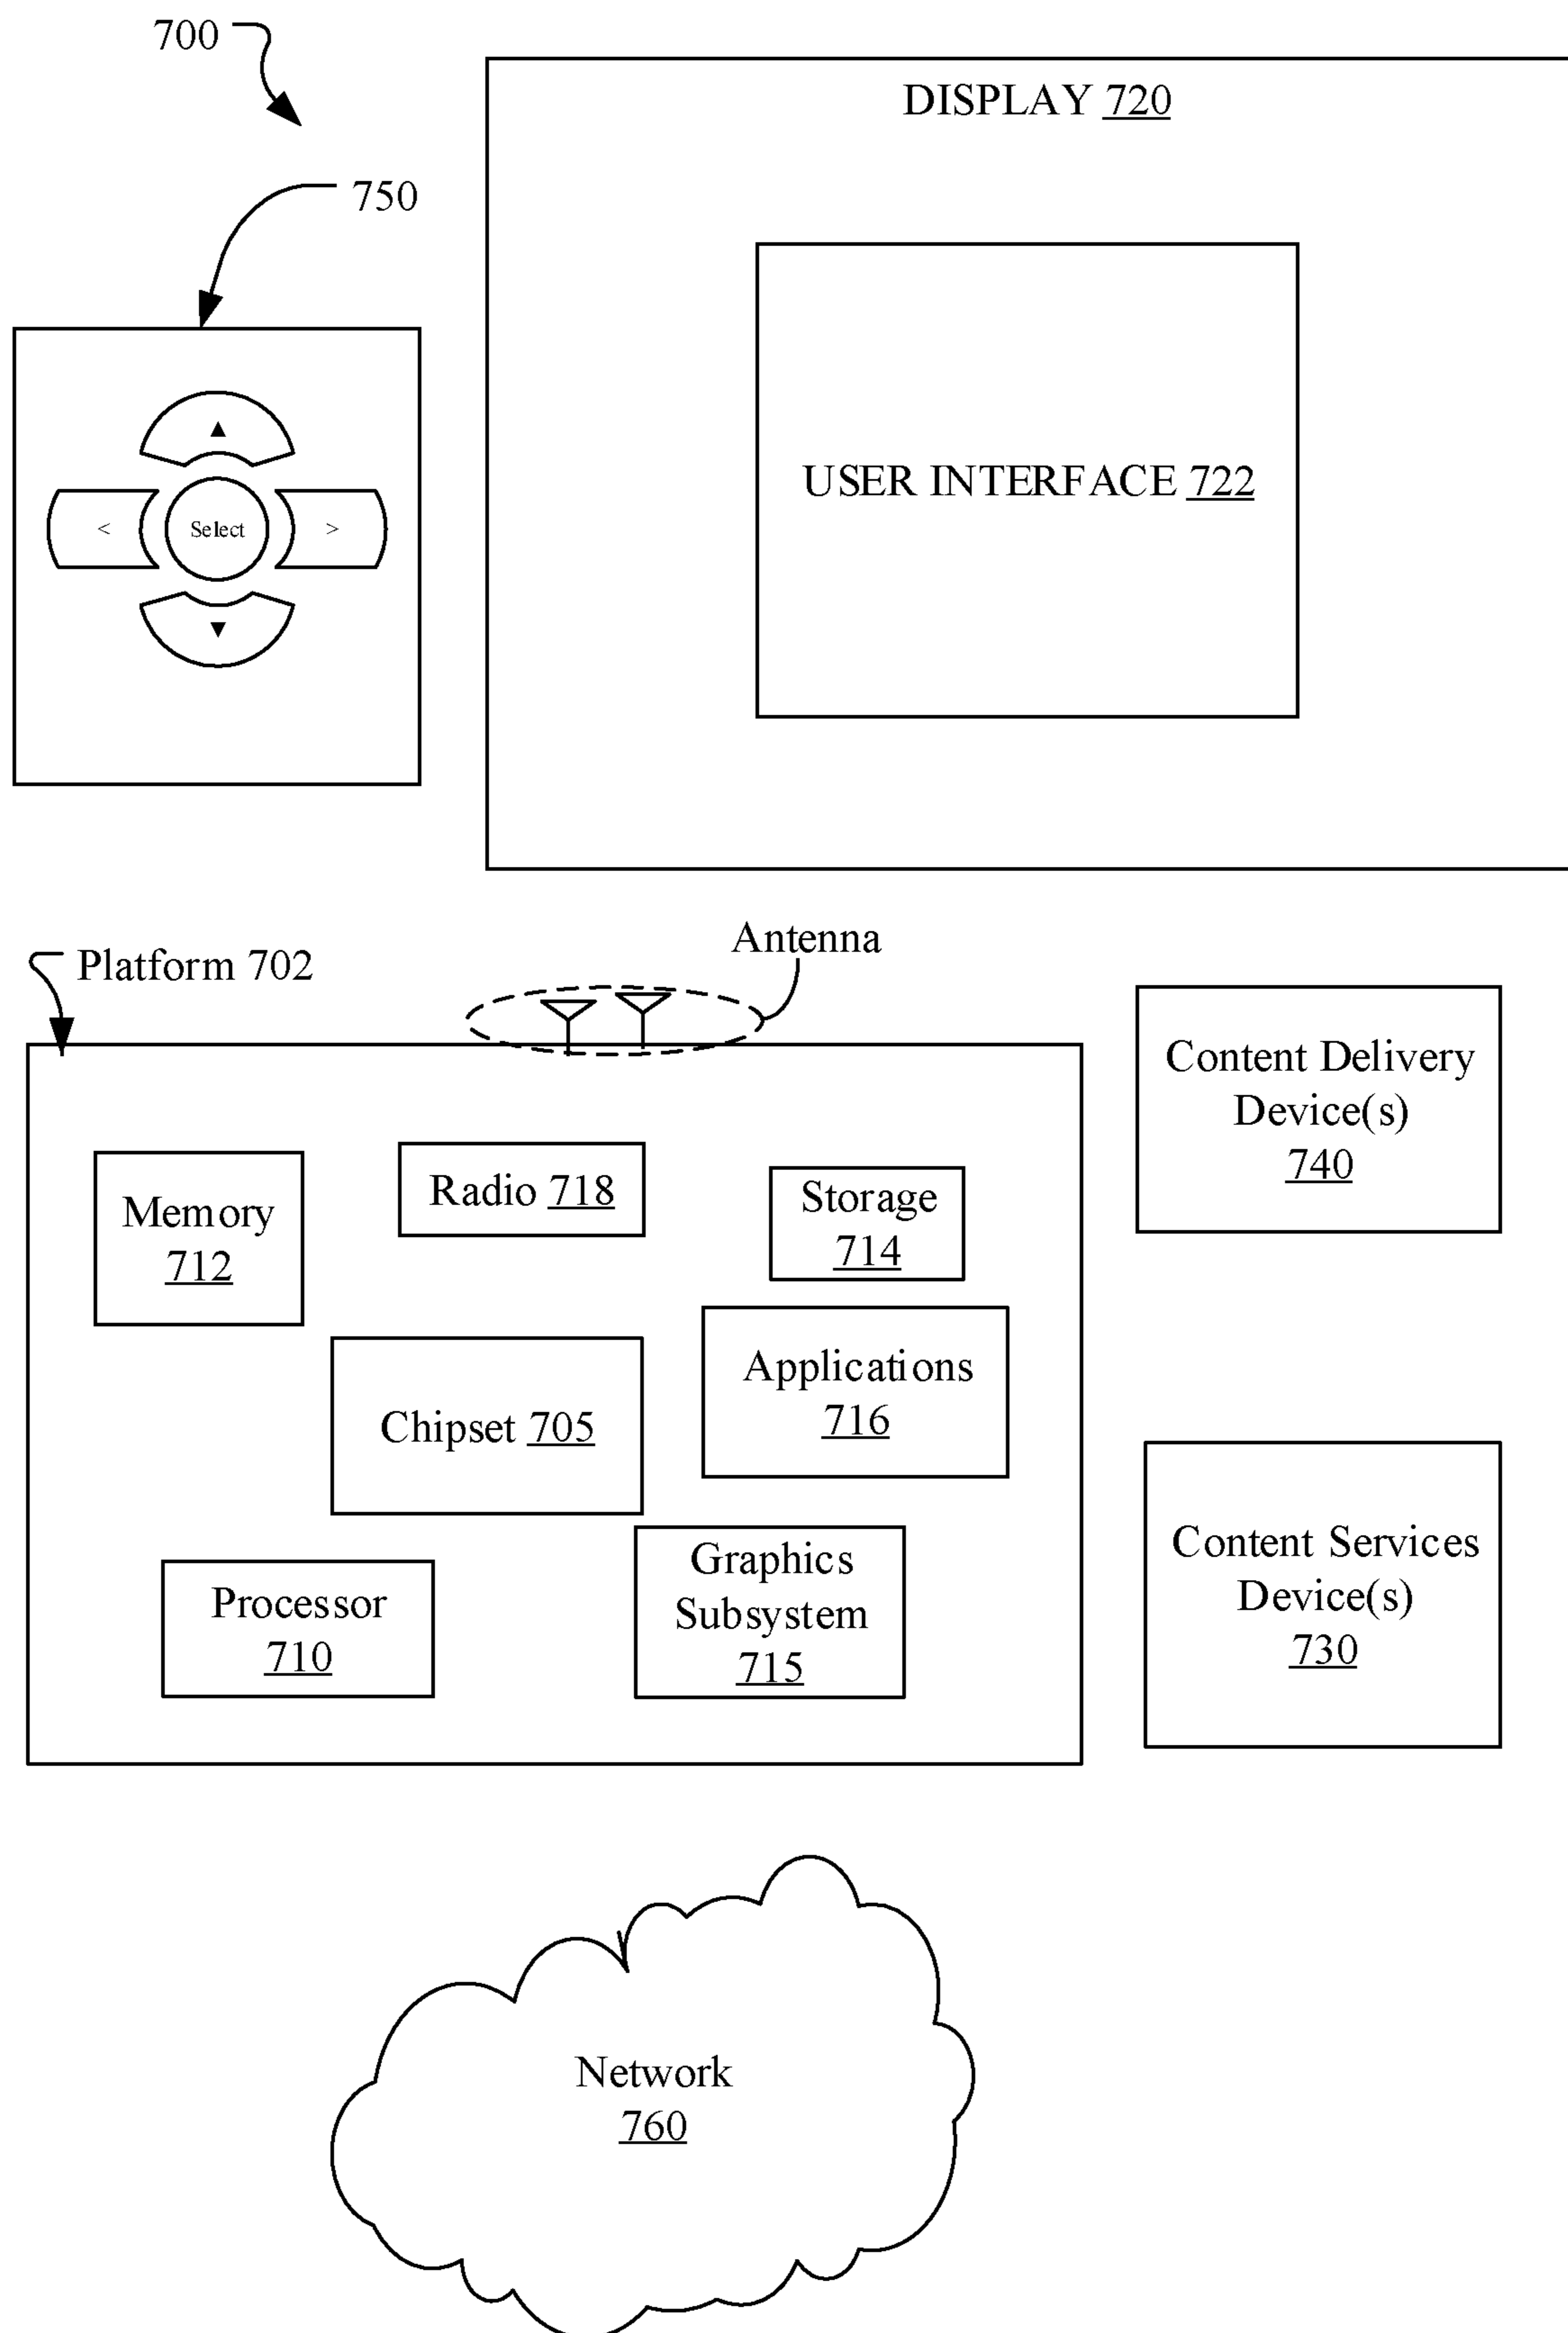 700
DISPLAY 720
750
USER INTERFACE 722
▲
<
Select
>
▼
Platform 702
Antenna
Content Delivery
Device(s)
740
Memory
712
Radio 718
Storage
714
Applications
716
Chipset 705
Graphics
Subsystem
715
Processor
710
Content Services
Device(s)
730
Network
760